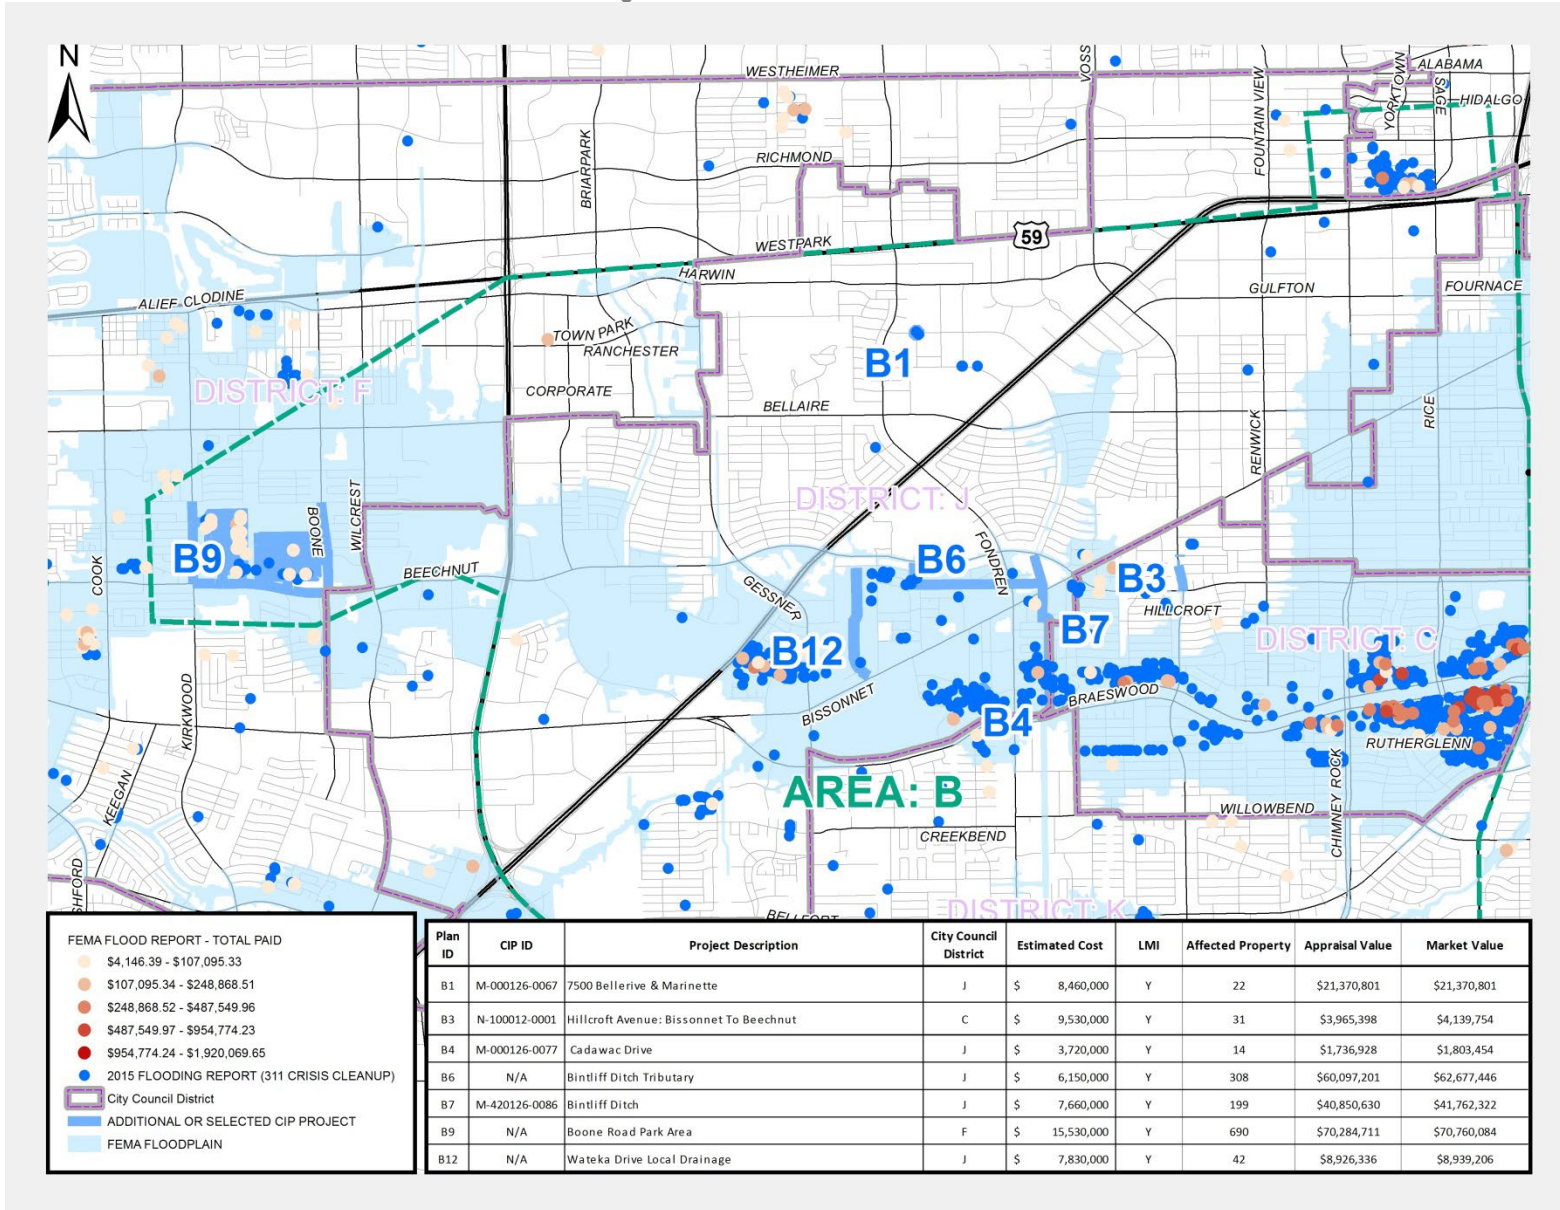 N
WESTHEIMER
VOSS
ALABAMA
FOUNTAIN VIEW
YORKTOWN
SAGE
HIDALGO
BRIARPARK
RICHMOND
WESTPARK
59
HARWIN
ALIEF CLODINE
GULFTON
FOURNACE
TOWN PARK
RANCHESTER
B1
DISTRICT: F
CORPORATE
BELLAIRE
RICE
RENWICK
DISTRICT: J
WILCREST
BOONE
COOK
B9
BEECHNUT
GESSNER
B6
FONDREN
B3
HILLCROFT
B7
DISTRICT: C
B12
BISSONNET
BRAESWOOD
B4
KIRKWOOD
RUTHERGLENN
KEEGAN
AREA: B
CHIMNEY ROCK
WILLOWBEND
CREEKBEND
SHFORD
BELLFORT
DISTRICT: K
FEMA FLOOD REPORT - TOTAL PAID
$4,146.39 - $107,095.33
$107,095.34 - $248,868.51
$248,868.52 - $487,549.96
$487,549.97 - $954,774.23
$954,774.24 - $1,920,069.65
2015 FLOODING REPORT (311 CRISIS CLEANUP)
City Council District
ADDITIONAL OR SELECTED CIP PROJECT
FEMA FLOODPLAIN
Plan ID CIP ID Project Description City Council District Estimated Cost LMI Affected Property Appraisal Value Market Value
B1 M-000126-0067 7500 Bellerive & Marinette J $ 8,460,000 Y 22 $21,370,801 $21,370,801
B3 N-100012-0001 Hillcroft Avenue: Bissonnet To Beechnut C $ 9,530,000 Y 31 $3,965,398 $4,139,754
B4 M-000126-0077 Cadawac Drive J $ 3,720,000 Y 14 $1,736,928 $1,803,454
B6 N/A Bintliff Ditch Tributary J $ 6,150,000 Y 308 $60,097,201 $62,677,446
B7 M-420126-0086 Bintliff Ditch J $ 7,660,000 Y 199 $40,850,630 $41,762,322
B9 N/A Boone Road Park Area F $ 15,530,000 Y 690 $70,284,711 $70,760,084
B12 N/A Wateka Drive Local Drainage J $ 7,830,000 Y 42 $8,926,336 $8,939,206